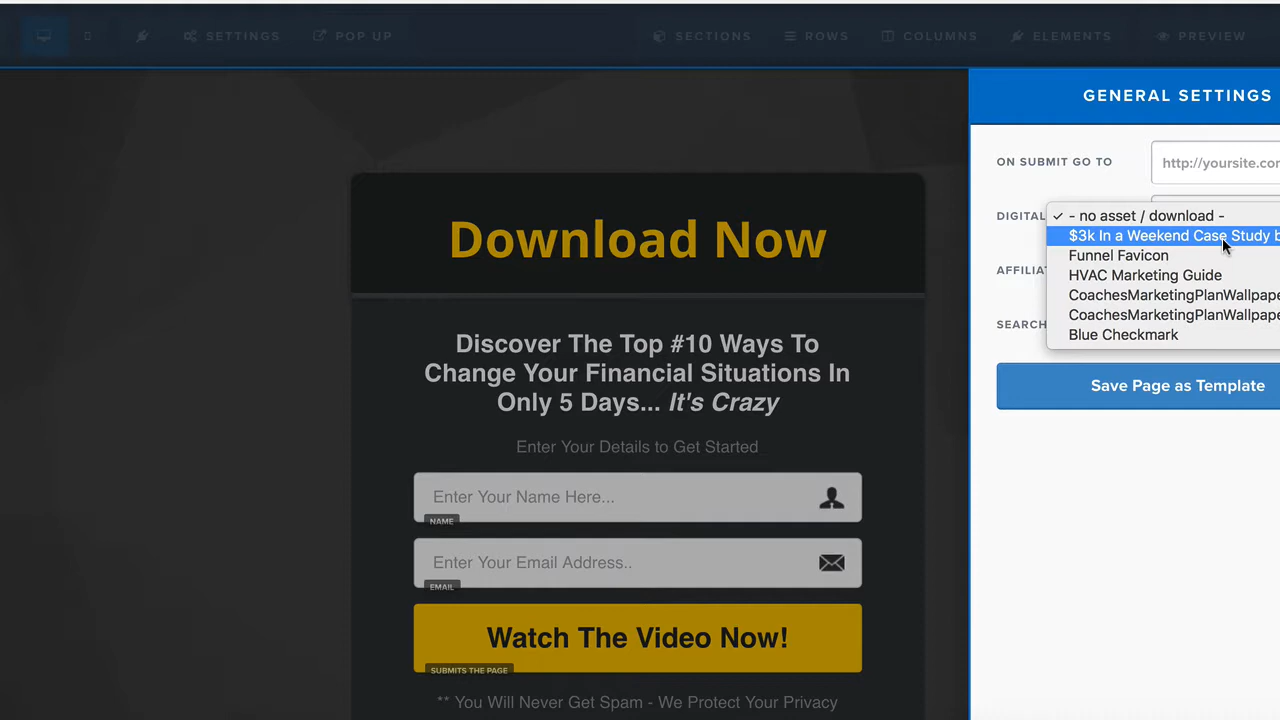 SETTINGS
POP UP
SECTIONS
ROWS
COLUMNS
ELEMENTS
PREVIEW
GENERAL SETTINGS
ON SUBMIT GO TO
http://yoursite.com
DIGITAL
✓ - no asset / download -
$3k In a Weekend Case Study
Funnel Favicon
HVAC Marketing Guide
CoachesMarketingPlanWallpape
CoachesMarketingPlanWallpape
Blue Checkmark
AFFILIAT
SEARCH
Save Page as Template
Download Now
Discover The Top #10 Ways To
Change Your Financial Situations In
Only 5 Days... It's Crazy
Enter Your Details to Get Started
Enter Your Name Here...
NAME
Enter Your Email Address..
EMAIL
Watch The Video Now!
SUBMITS THE PAGE
** You Will Never Get Spam - We Protect Your Privacy